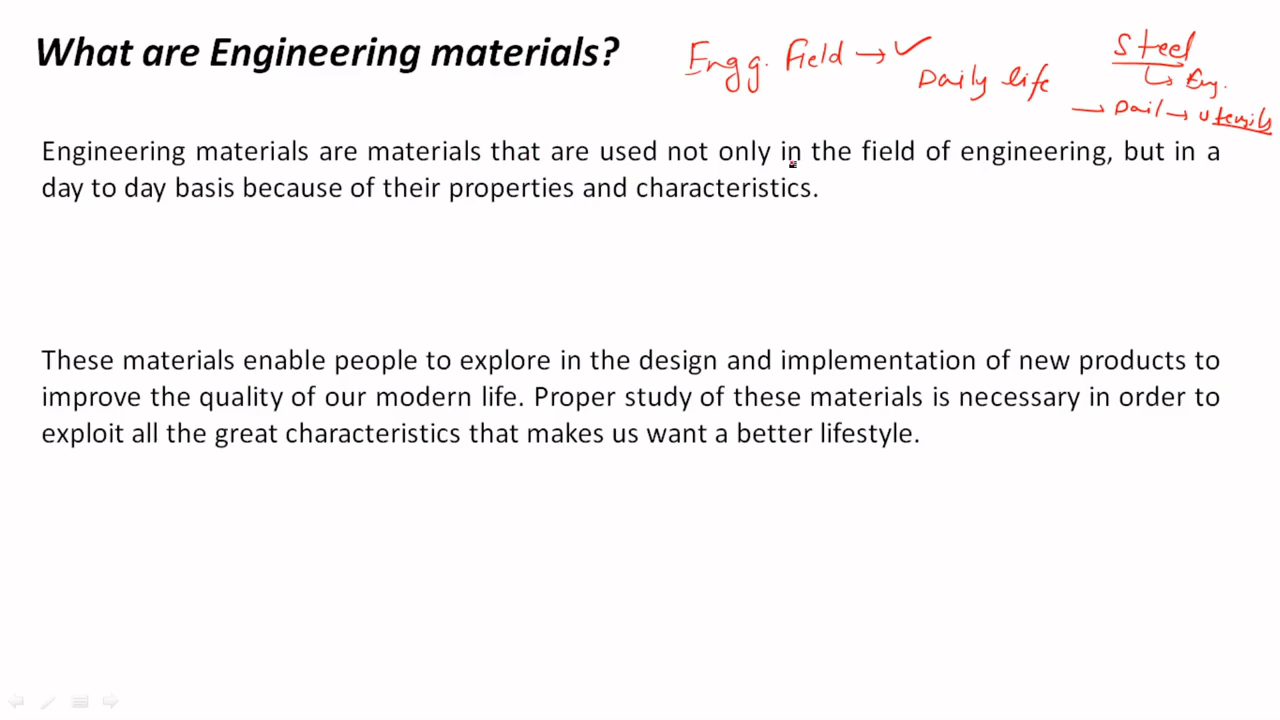 What are Engineering materials?
Engg. Field → ✓
Daily life
Steel
↳ Eng.
→ Dail → utensils
Engineering materials are materials that are used not only in the field of engineering, but in a
day to day basis because of their properties and characteristics.
These materials enable people to explore in the design and implementation of new products to
improve the quality of our modern life. Proper study of these materials is necessary in order to
exploit all the great characteristics that makes us want a better lifestyle.